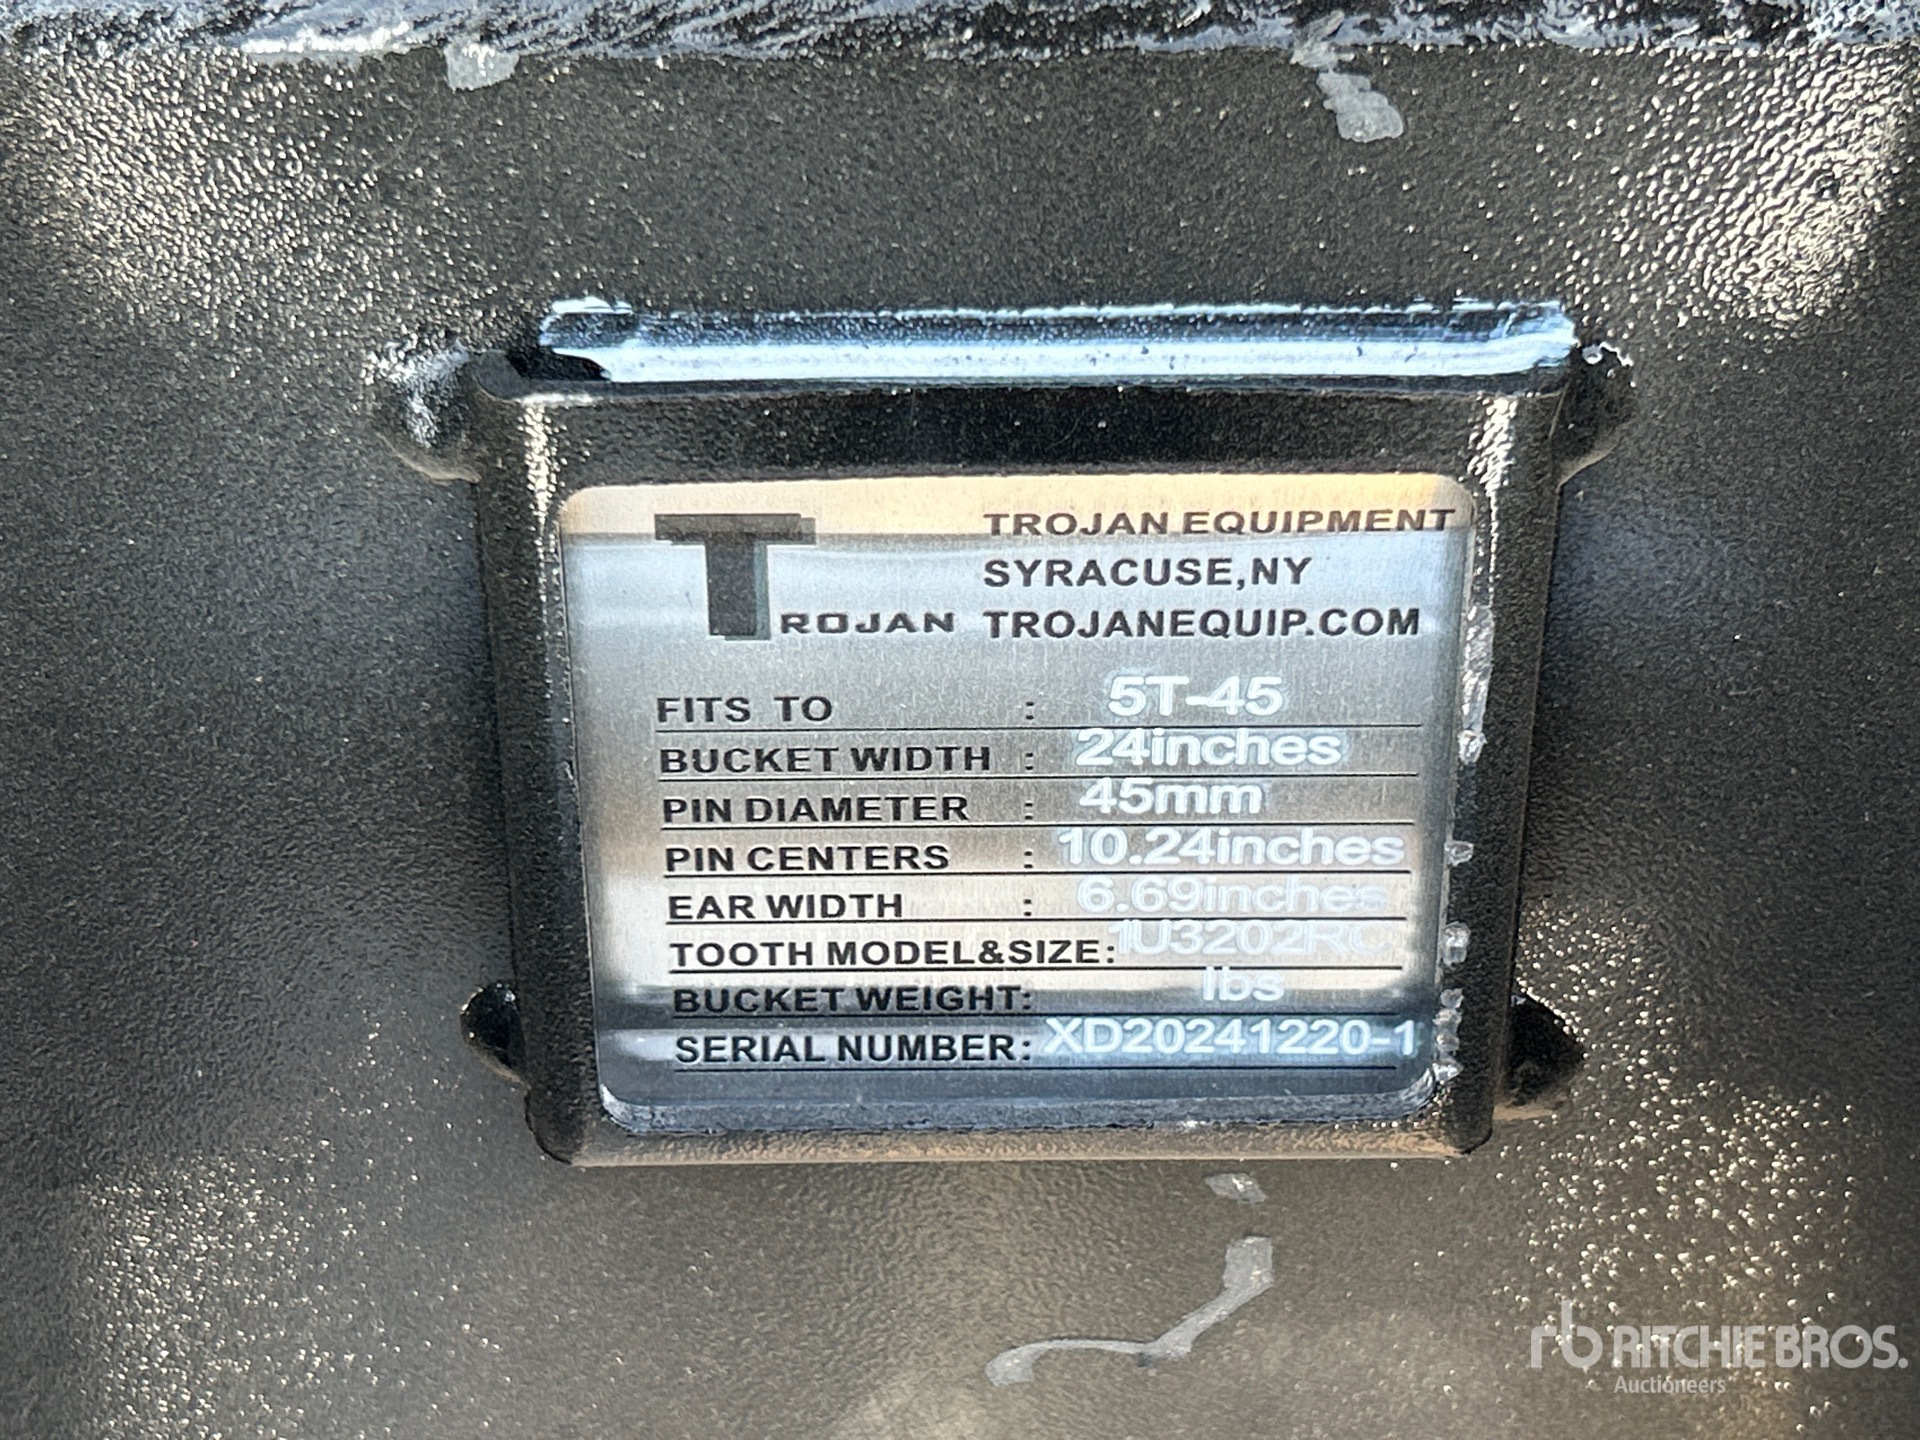 TROJAN
TROJAN EQUIPMENT
SYRACUSE,NY
TROJANEQUIP.COM
FITS TO : 5T-45
BUCKET WIDTH : 24inches
PIN DIAMETER : 45mm
PIN CENTERS : 10.24inches
EAR WIDTH : 6.69inches
TOOTH MODEL&SIZE: 1U3202RC
BUCKET WEIGHT: lbs
SERIAL NUMBER: XD20241220-1
rb RITCHIE BROS.
Auctioneers